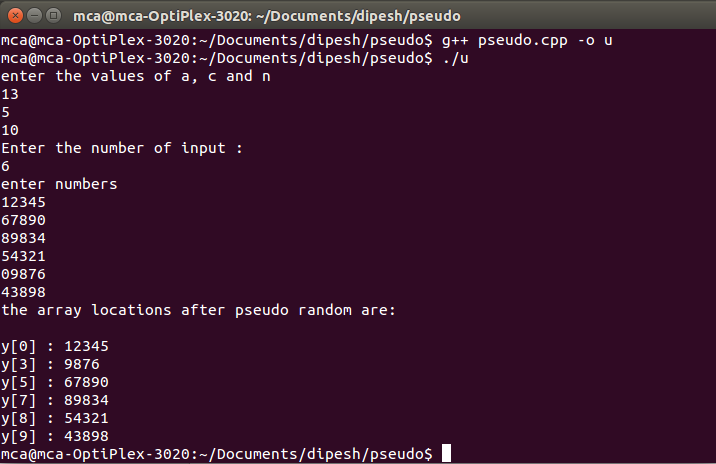 mca@mca-OptiPlex-3020: ~/Documents/dipesh/pseudo
mca@mca-OptiPlex-3020:~/Documents/dipesh/pseudo$ g++ pseudo.cpp -o u
mca@mca-OptiPlex-3020:~/Documents/dipesh/pseudo$ ./u
enter the values of a, c and n
13
5
10
Enter the number of input :
6
enter numbers
12345
67890
89834
54321
09876
43898
the array locations after pseudo random are:
y[0] : 12345
y[3] : 9876
y[5] : 67890
y[7] : 89834
y[8] : 54321
y[9] : 43898
mca@mca-OptiPlex-3020:~/Documents/dipesh/pseudo$